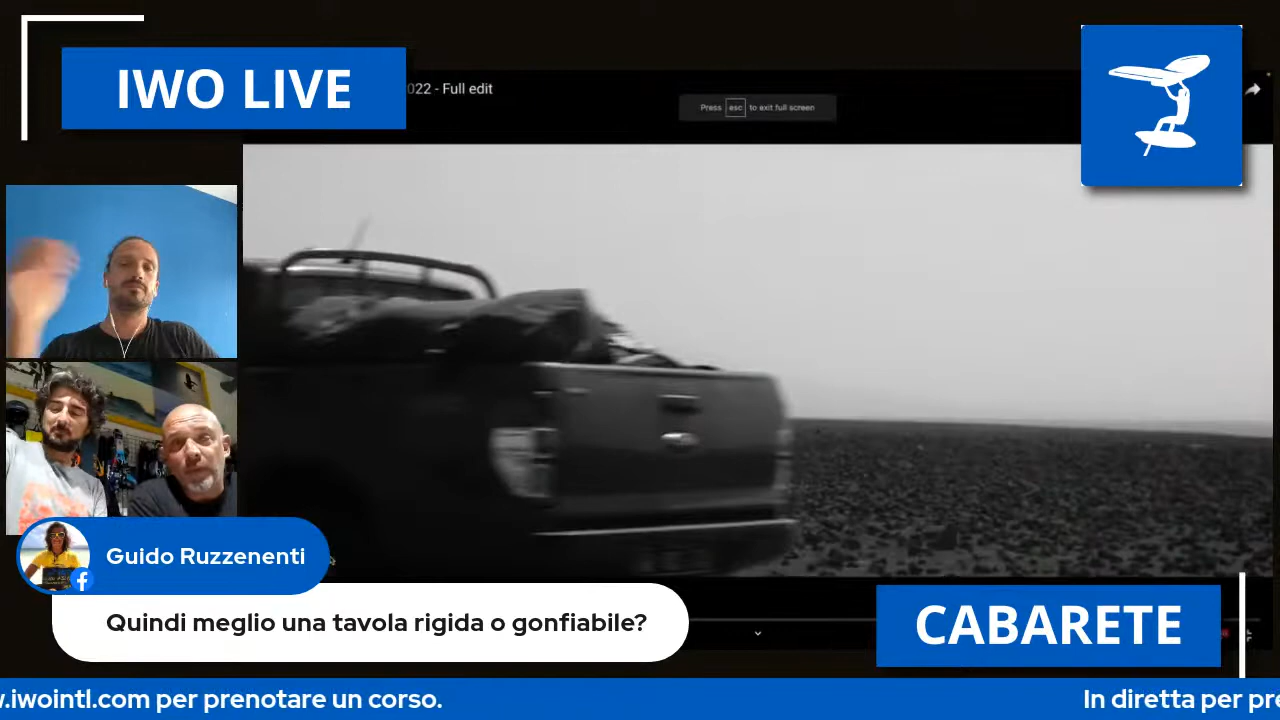 IWO LIVE
022 - Full edit
Press esc to exit full screen
Guido Ruzzenenti
Quindi meglio una tavola rigida o gonfiabile?
CABARETE
.iwointl.com per prenotare un corso.
In diretta per pre